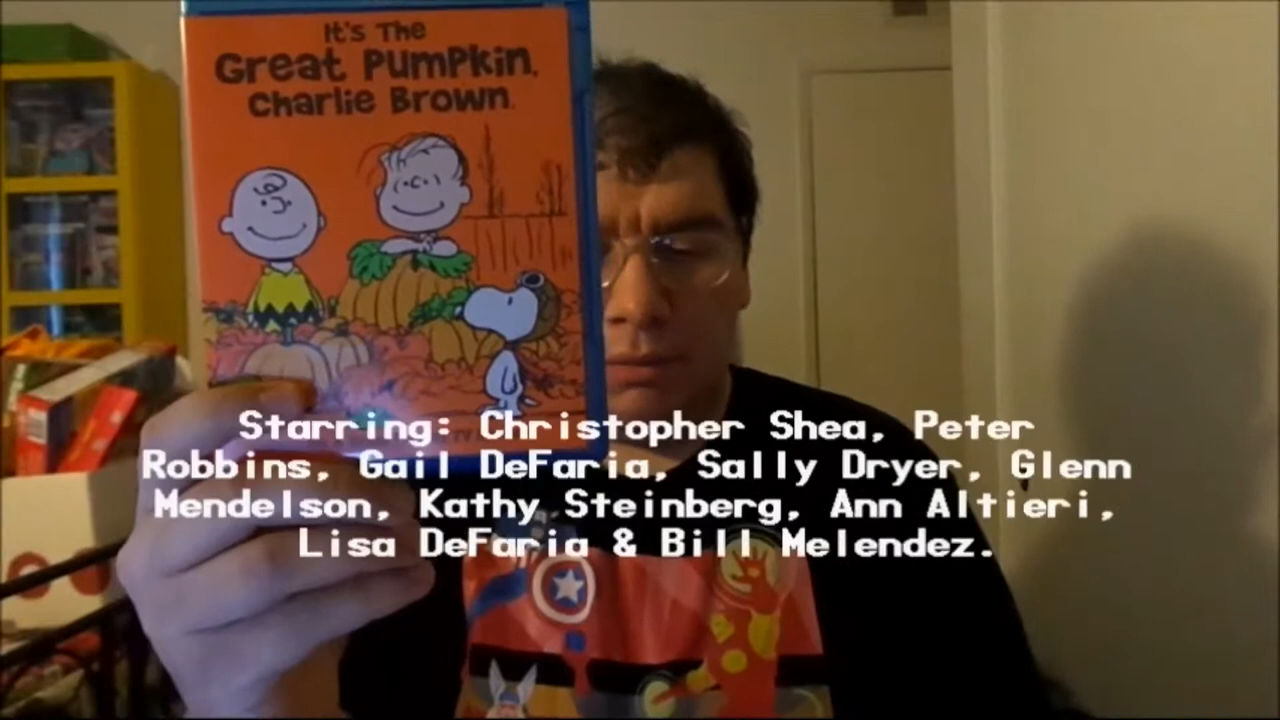 It's The
Great Pumpkin,
Charlie Brown.
Starring: Christopher Shea, Peter
Robbins, Gail DeFaria, Sally Dryer, Glenn
Mendelson, Kathy Steinberg, Ann Altieri,
Lisa DeFaria & Bill Melendez.